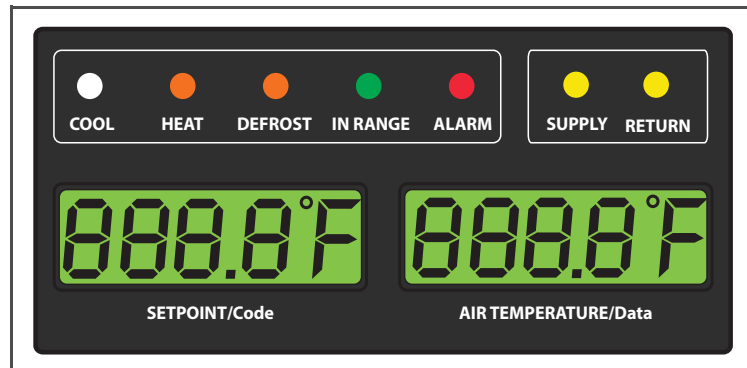 COOL HEAT DEFROST IN RANGE ALARM SUPPLY RETURN
888.8°F 888.8°F
SETPOINT/Code AIR TEMPERATURE/Data